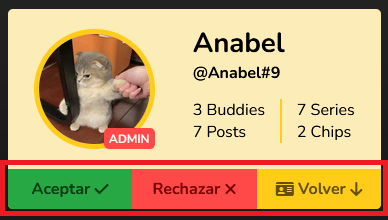 Anabel
@Anabel#9
ADMIN
3 Buddies
7 Series
7 Posts
2 Chips
Aceptar
Rechazar
Volver